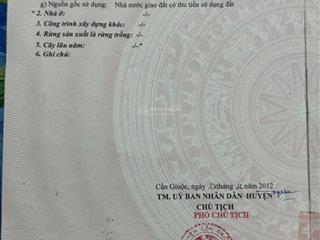 g) Nguồn gốc sử dụng: Nhà nước giao đất có thu tiền sử dụng đất
"2. Nhà ở: -/-
3. Công trình xây dựng khác: -/-
4. Rừng sản xuất là rừng trồng: -/-
5. Cây lâu năm: -/-"
6. Ghi chú:
Cần Giuộc, ngày tháng 2012
TM. UỶ BAN NHÂN DÂN HUYỆN
CHỦ TỊCH
PHÓ CHỦ TỊCH